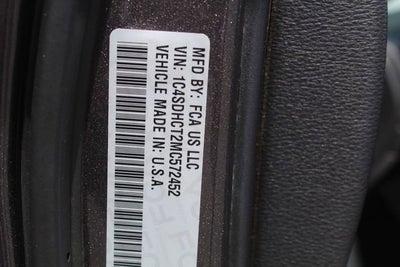 MFD BY: FCA US LLC
VIN: 1C4SDHCT2MC572452
VEHICLE MADE IN: U.S.A.